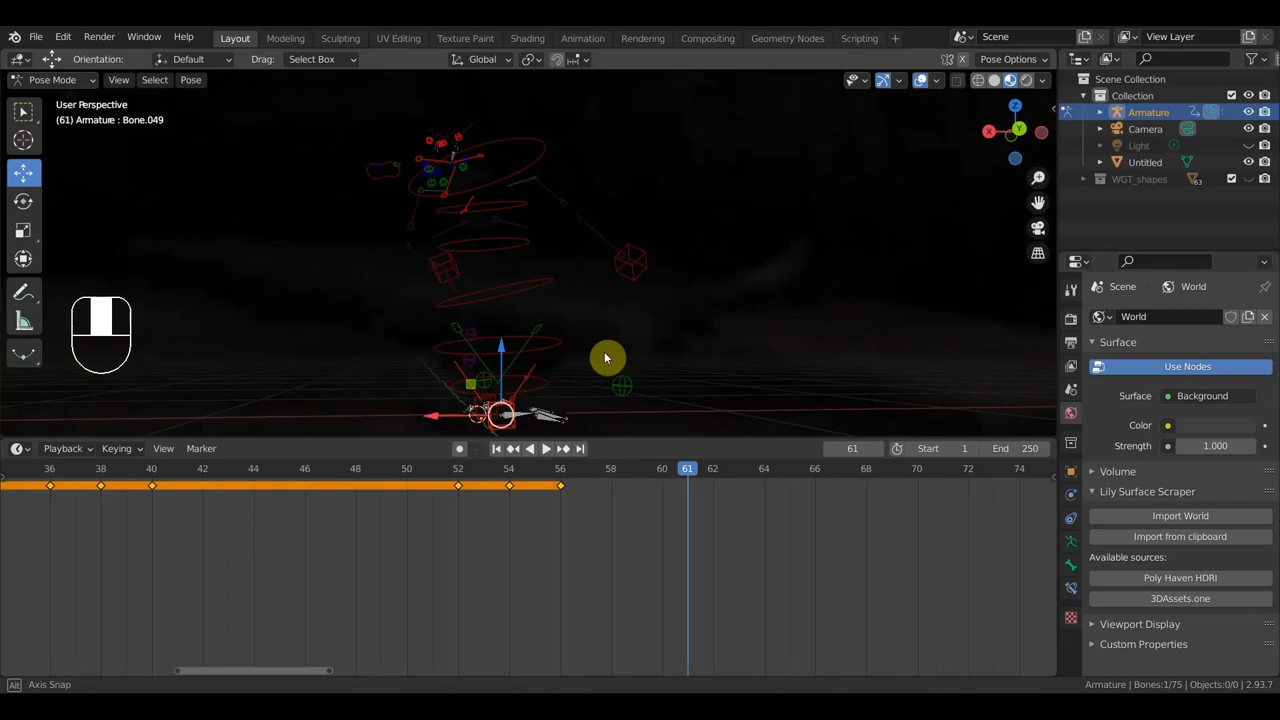 File Edit Render Window Help Layout Modeling Sculpting UV Editing Texture Paint Shading Animation Rendering Compositing Geometry Nodes Scripting + Scene View Layer
Orientation: Default Drag: Select Box Global X Pose Options
Pose Mode View Select Pose
Scene Collection
User Perspective
(61) Armature : Bone.049
Collection
Armature
Camera
Light
Untitled
WGT_shapes 63
Z
X
Y
Scene World
World
Surface
Use Nodes
Surface: Background
Color
Strength 1.000
Volume
Lily Surface Scraper
Import World
Import from clipboard
Available sources:
Poly Haven HDRI
3DAssets.one
Viewport Display
Custom Properties
Playback Keying View Marker 61 Start 1 End 250
36 38 40 42 44 46 48 50 52 54 56 60 61 62 64 66 68 70 72 74
Alt Axis Snap Armature | Bones:1/75 | Objects:0/0 | 2.93.7